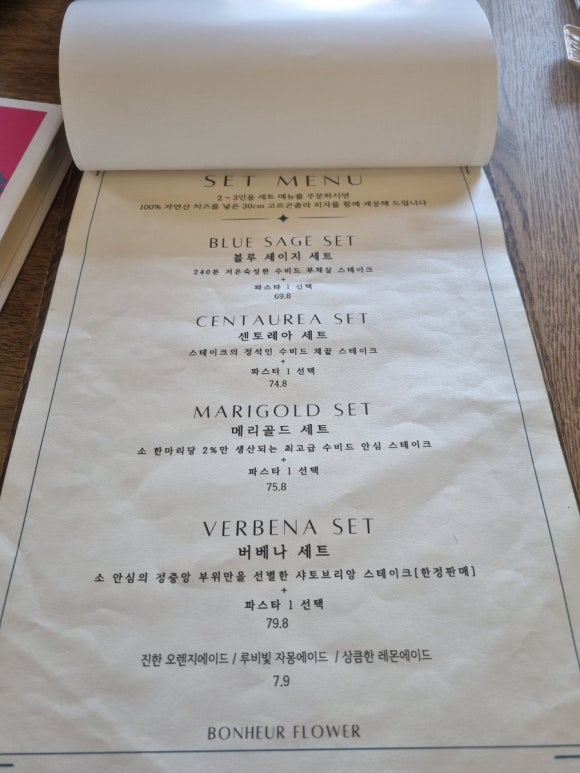 SET MENU
2~3인용 세트 메뉴를 주문하시면
100% 자연산 치즈를 넣은 30cm 고르곤졸라 피자를 함께 제공해 드립니다
BLUE SAGE SET
블루 세이지 세트
240분 저온숙성한 수비드 부채살 스테이크
+
파스타 1 선택
69.8
CENTAUREA SET
센토레아 세트
스테이크의 정석인 수비드 채끝 스테이크
+
파스타 1 선택
74.8
MARIGOLD SET
메리골드 세트
소 한마리당 2%만 생산되는 최고급 수비드 안심 스테이크
+
파스타 1 선택
75.8
VERBENA SET
버베나 세트
소 안심의 정중앙 부위만을 선별한 샤토브리앙 스테이크[한정판매]
+
파스타 1 선택
79.8
진한 오렌지에이드 / 루비빛 자몽에이드 / 상큼한 레몬에이드
7.9
BONHEUR FLOWER